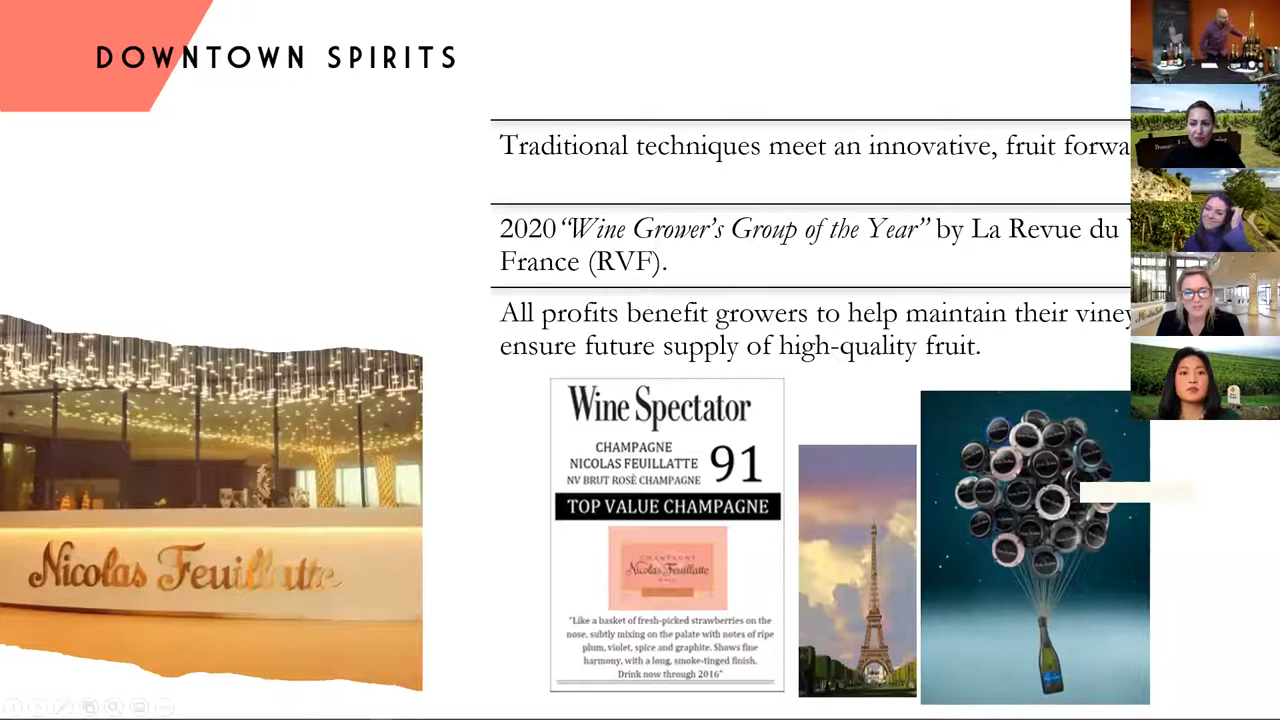 DOWNTOWN SPIRITS
Traditional techniques meet an innovative, fruit forwa
2020 “Wine Grower’s Group of the Year” by La Revue du
France (RVF).
All profits benefit growers to help maintain their viney
ensure future supply of high-quality fruit.
Nicolas Feuillatte
Wine Spectator
CHAMPAGNE
NICOLAS FEUILLATTE 91
NV BRUT ROSÈ CHAMPAGNE
TOP VALUE CHAMPAGNE
CHAMPAGNE
Nicolas Feuillatte
"Like a basket of fresh-picked strawberries on the
nose, subtly mixing on the palate with notes of ripe
plum, violet, spice and graphite. Shows fine
harmony, with a long, smoke-tinged finish.
Drink now through 2016"